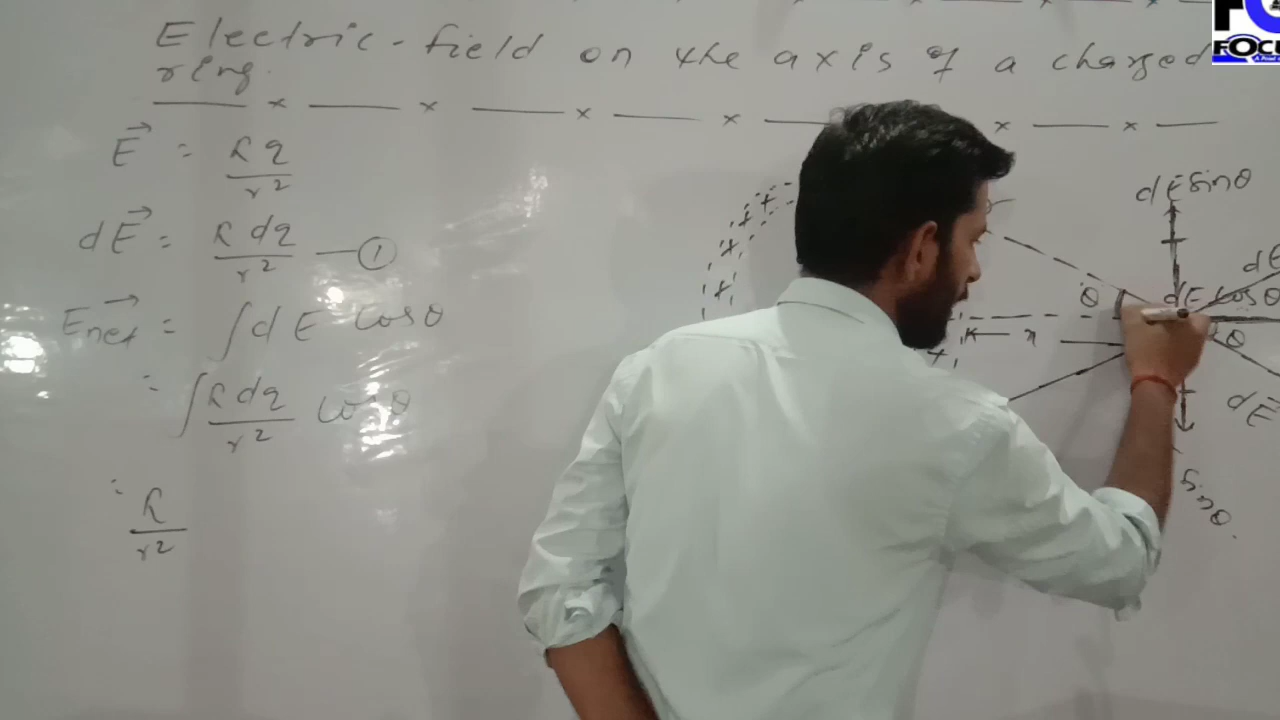 Electric-field on the axis of a charged
ring.
E⃗ = kq/r²
dE⃗ = k dq/r² —①
E⃗net = ∫dE cosθ
= ∫k dq/r² cosθ
= k/r²
dE sinθ
dE
θ
dE cosθ
x
θ
dE⃗
sinθ